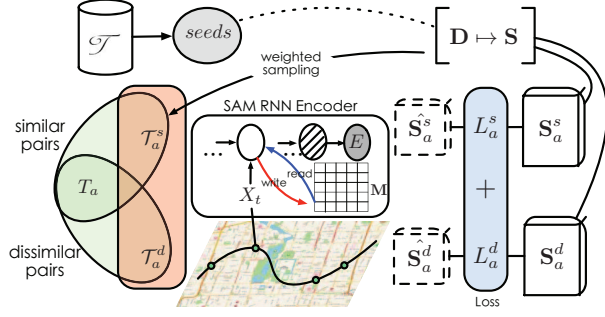 𝒯
seeds
D ↦ S
weighted
sampling
similar
pairs
𝒯ₐˢ
Tₐ
𝒯ₐᵈ
dissimilar
pairs
SAM RNN Encoder
...
...
E
read
write
M
Xₜ
Ŝₐˢ
Lₐˢ
Sₐˢ
+
Ŝₐᵈ
Lₐᵈ
Sₐᵈ
Loss